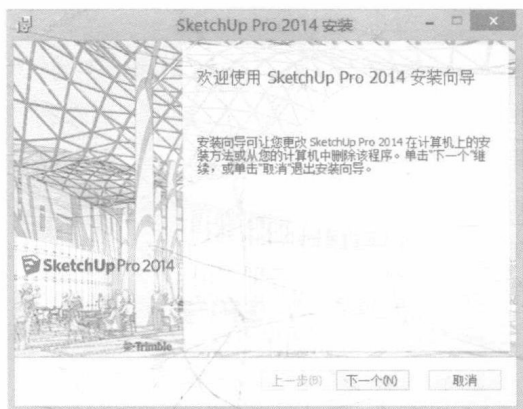 SketchUp Pro 2014 安装
欢迎使用 SketchUp Pro 2014 安装向导
安装向导可让您更改 SketchUp Pro 2014 在计算机上的安
装方法或从您的计算机中删除该程序。单击"下一个"继
续，或单击"取消"退出安装向导。
SketchUp Pro 2014
Trimble
上一步(B) 下一个(N) 取消